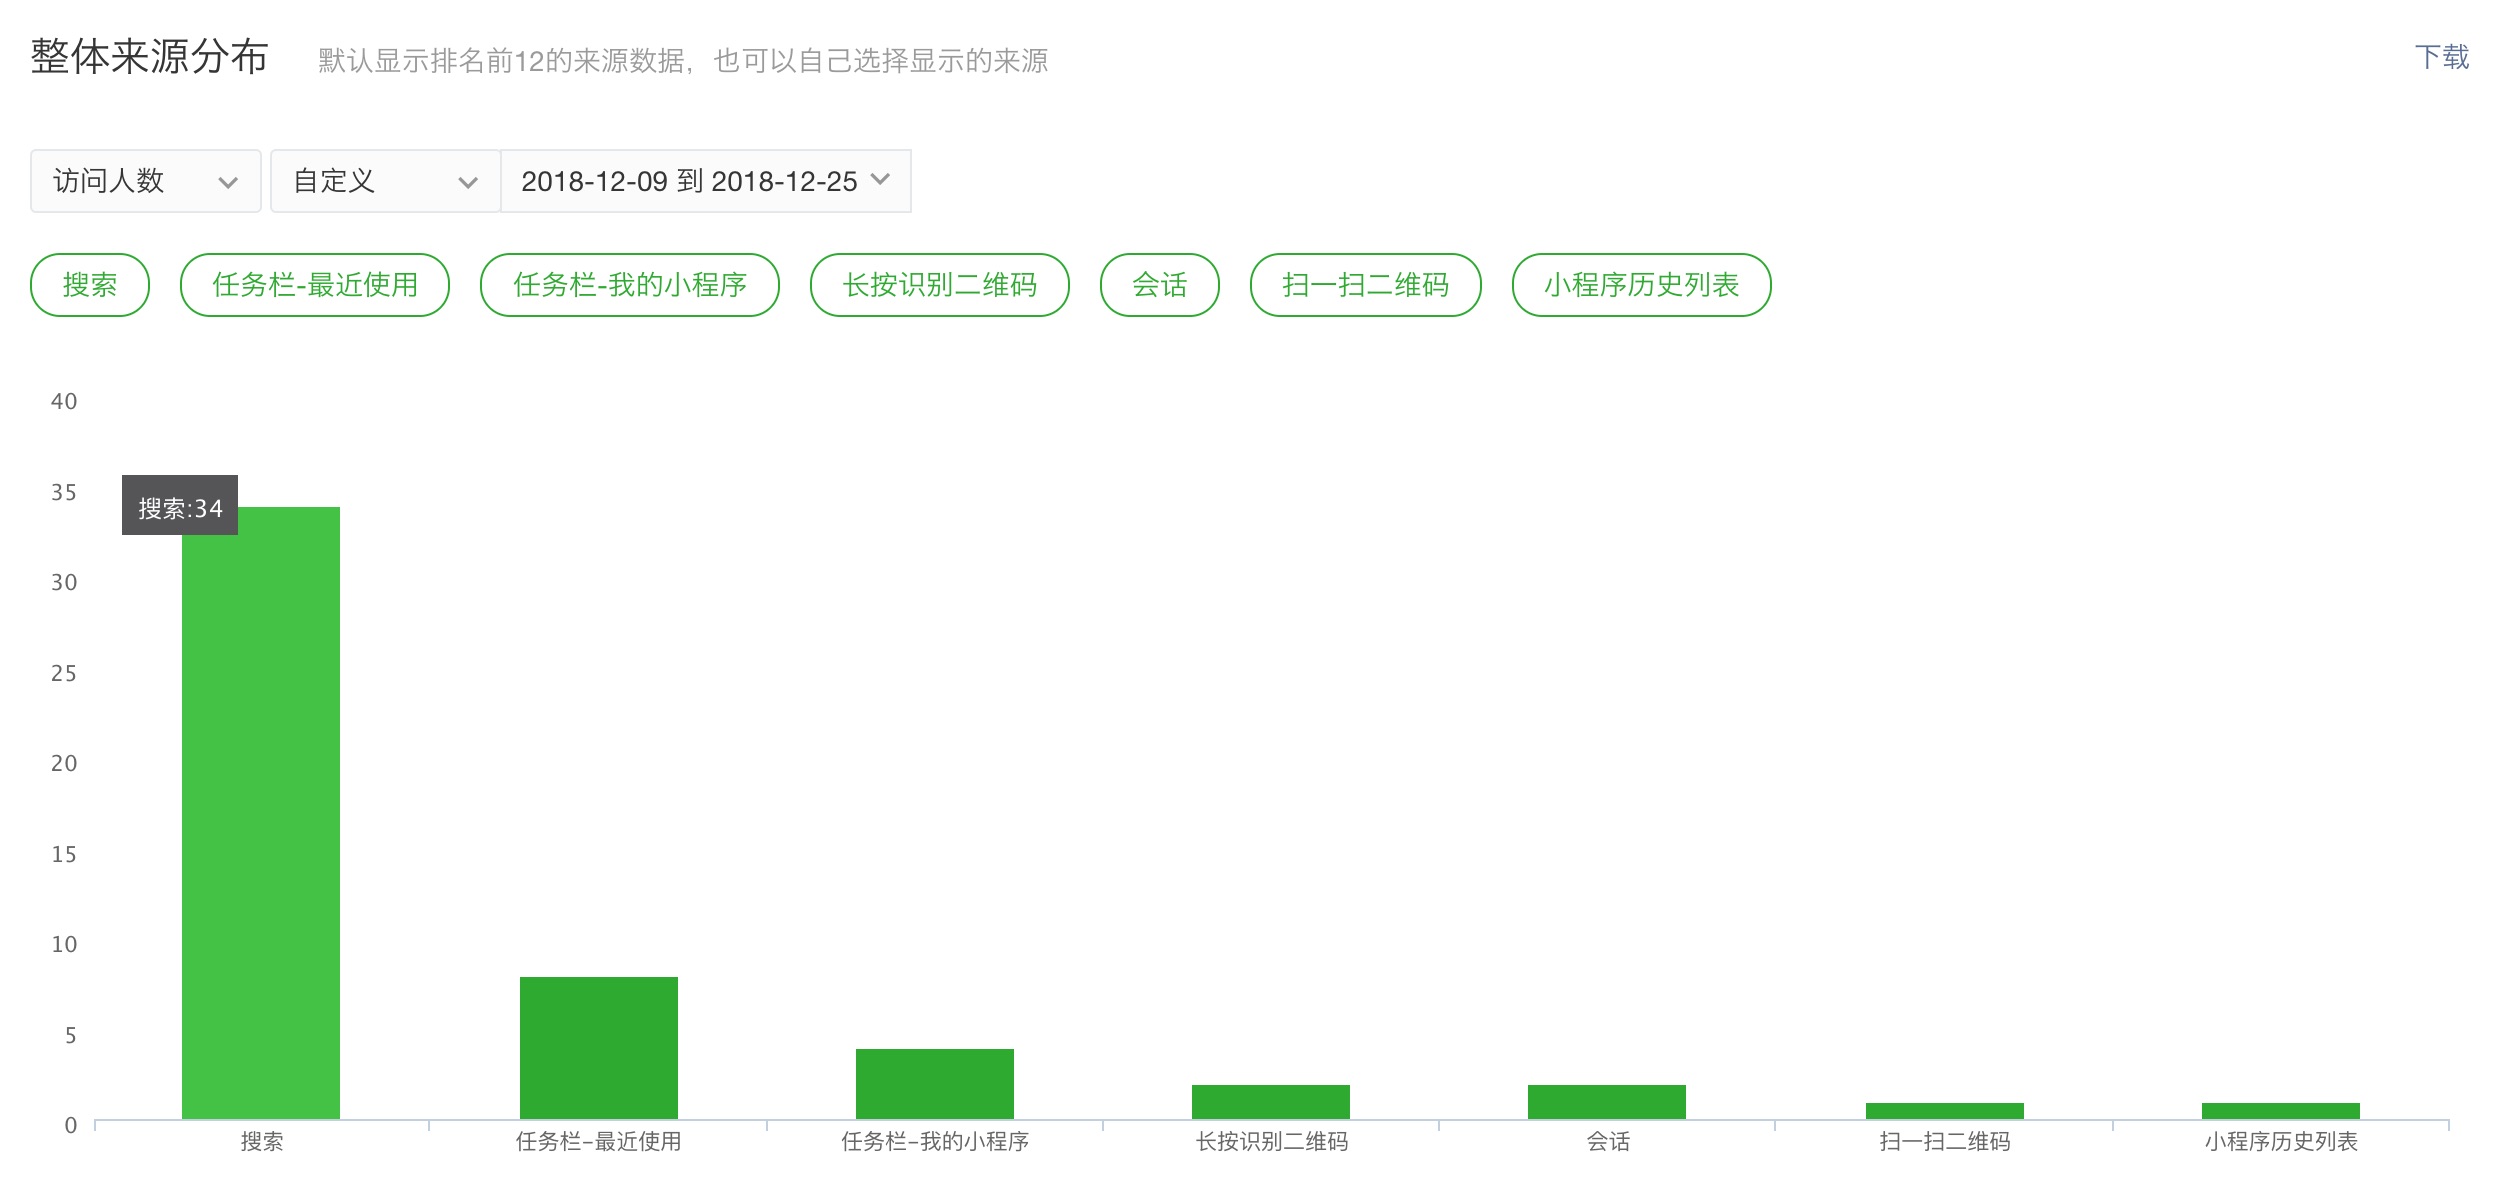 整体来源分布 默认显示排名前12的来源数据，也可以自己选择显示的来源 下载
访问人数 自定义 2018-12-09 到 2018-12-25
搜索 任务栏-最近使用 任务栏-我的小程序 长按识别二维码 会话 扫一扫二维码 小程序历史列表
40
35
搜索:34
30
25
20
15
10
5
0
搜索 任务栏-最近使用 任务栏-我的小程序 长按识别二维码 会话 扫一扫二维码 小程序历史列表